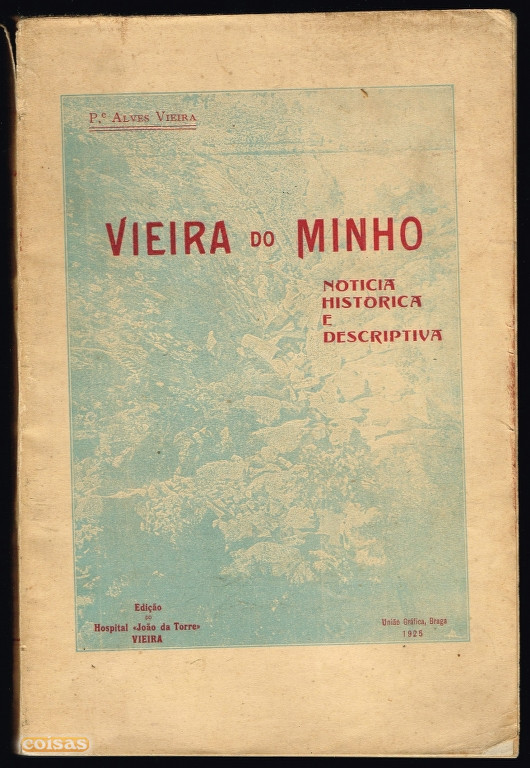 P.e ALVES VIEIRA
VIEIRA DO MINHO
NOTICIA
HISTORICA
E
DESCRIPTIVA
Edição
DO
Hospital «João da Torre»
VIEIRA
União Gráfica, Braga
1925
coisas